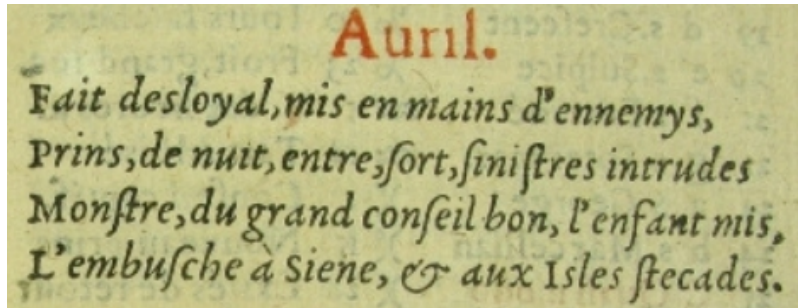 Auril.
Fait desloyal, mis en mains d'ennemys,
Prins, de nuit, entre, sort, sinistres intrudes
Monstre, du grand conseil bon, l'enfant mis,
L'embusche à Siene, & aux Isles stecades.